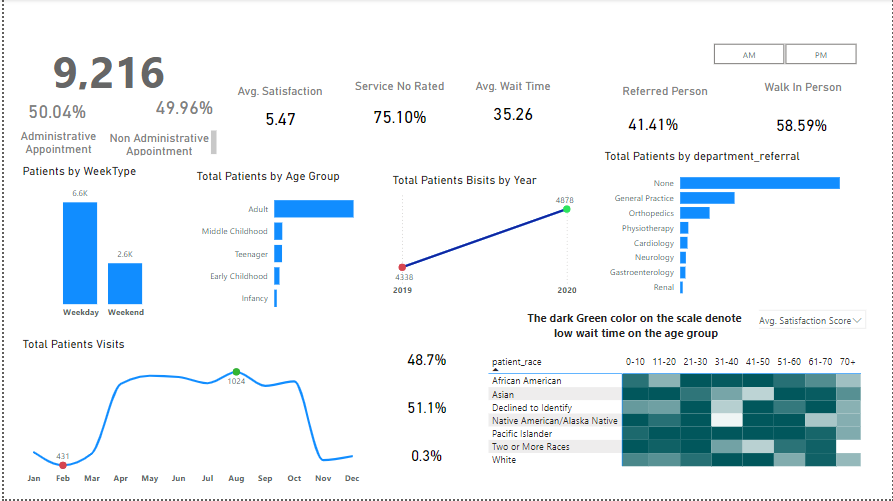 AM
PM
9,216
50.04%
49.96%
Administrative
Appointment
Non Administrative
Appointment
Avg. Satisfaction
5.47
Service No Rated
75.10%
Avg. Wait Time
35.26
Referred Person
41.41%
Walk In Person
58.59%
Patients by WeekType
6.6K
2.6K
Weekday
Weekend
Total Patients by Age Group
Adult
Middle Childhood
Teenager
Early Childhood
Infancy
Total Patients Bisits by Year
4878
4338
2019
2020
Total Patients by department_referral
None
General Practice
Orthopedics
Physiotherapy
Cardiology
Neurology
Gastroenterology
Renal
Total Patients Visits
1024
431
Jan Feb Mar Apr May Jun Jul Aug Sep Oct Nov Dec
48.7%
51.1%
0.3%
The dark Green color on the scale denote
low wait time on the age group
Avg. Satisfaction Score
patient_race 0-10 11-20 21-30 31-40 41-50 51-60 61-70 70+
African American
Asian
Declined to Identify
Native American/Alaska Native
Pacific Islander
Two or More Races
White